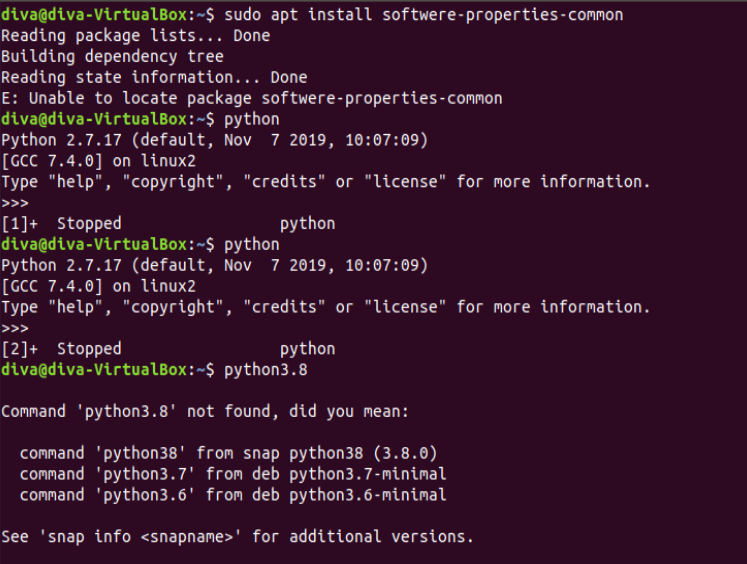 diva@diva-VirtualBox:~$ sudo apt install softwere-properties-common
Reading package lists... Done
Building dependency tree
Reading state information... Done
E: Unable to locate package softwere-properties-common
diva@diva-VirtualBox:~$ python
Python 2.7.17 (default, Nov  7 2019, 10:07:09)
[GCC 7.4.0] on linux2
Type "help", "copyright", "credits" or "license" for more information.
>>>
[1]+  Stopped                 python
diva@diva-VirtualBox:~$ python
Python 2.7.17 (default, Nov  7 2019, 10:07:09)
[GCC 7.4.0] on linux2
Type "help", "copyright", "credits" or "license" for more information.
>>>
[2]+  Stopped                 python
diva@diva-VirtualBox:~$ python3.8

Command 'python3.8' not found, did you mean:

  command 'python38' from snap python38 (3.8.0)
  command 'python3.7' from deb python3.7-minimal
  command 'python3.6' from deb python3.6-minimal

See 'snap info <snapname>' for additional versions.